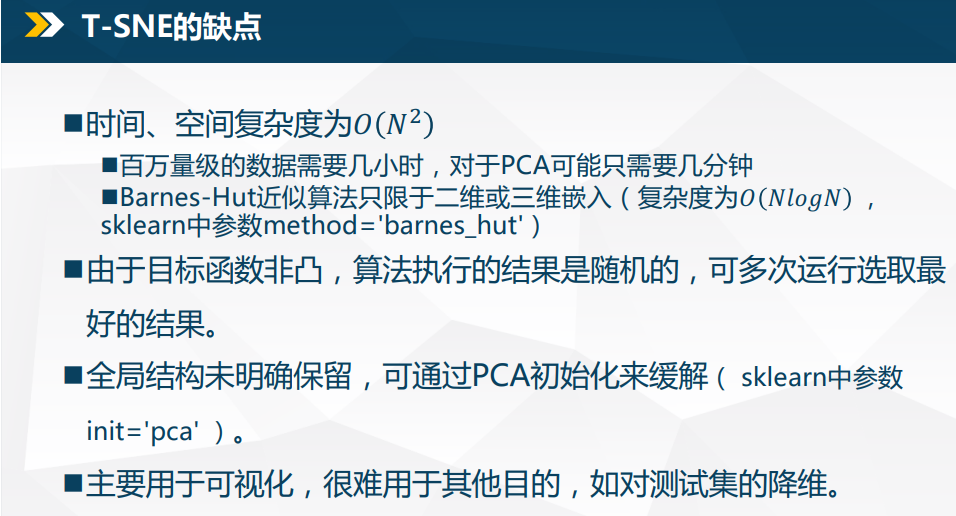 T-SNE的缺点
■时间、空间复杂度为𝑂(𝑁²)
■百万量级的数据需要几小时，对于PCA可能只需要几分钟
■Barnes-Hut近似算法只限于二维或三维嵌入（复杂度为𝑂(𝑁𝑙𝑜𝑔𝑁)，
sklearn中参数method='barnes_hut'）
■由于目标函数非凸，算法执行的结果是随机的，可多次运行选取最
好的结果。
■全局结构未明确保留，可通过PCA初始化来缓解（ sklearn中参数
init='pca' ）。
■主要用于可视化，很难用于其他目的，如对测试集的降维。